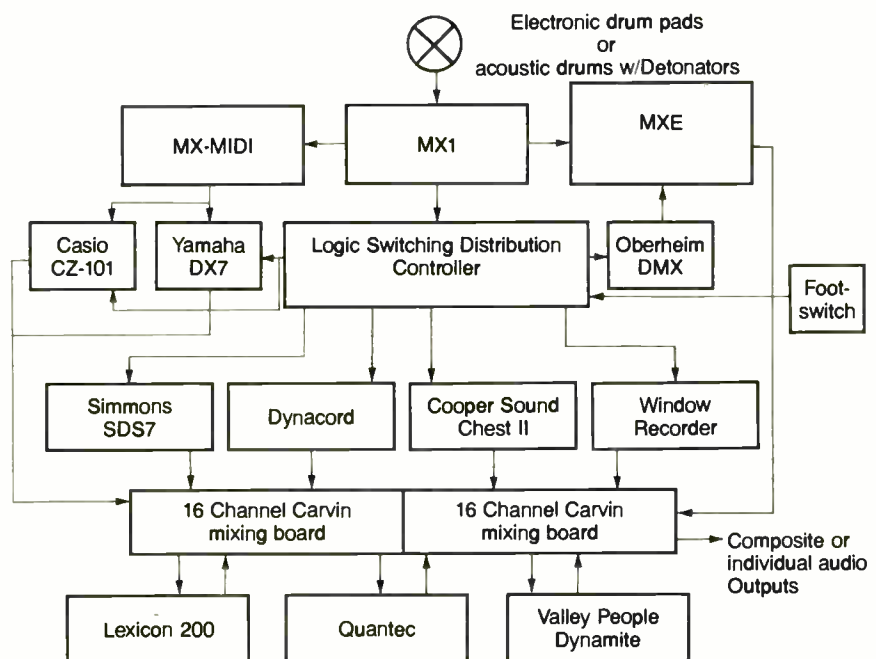 Electronic drum pads
or
acoustic drums w/Detonators
MX-MIDI
MX1
MXE
Casio
CZ-101
Yamaha
DX7
Logic Switching Distribution
Controller
Oberheim
DMX
Foot-
switch
Simmons
SDS7
Dynacord
Cooper Sound
Chest II
Window
Recorder
16 Channel Carvin
mixing board
16 Channel Carvin
mixing board
Composite or
individual audio
Outputs
Lexicon 200
Quantec
Valley People
Dynamite